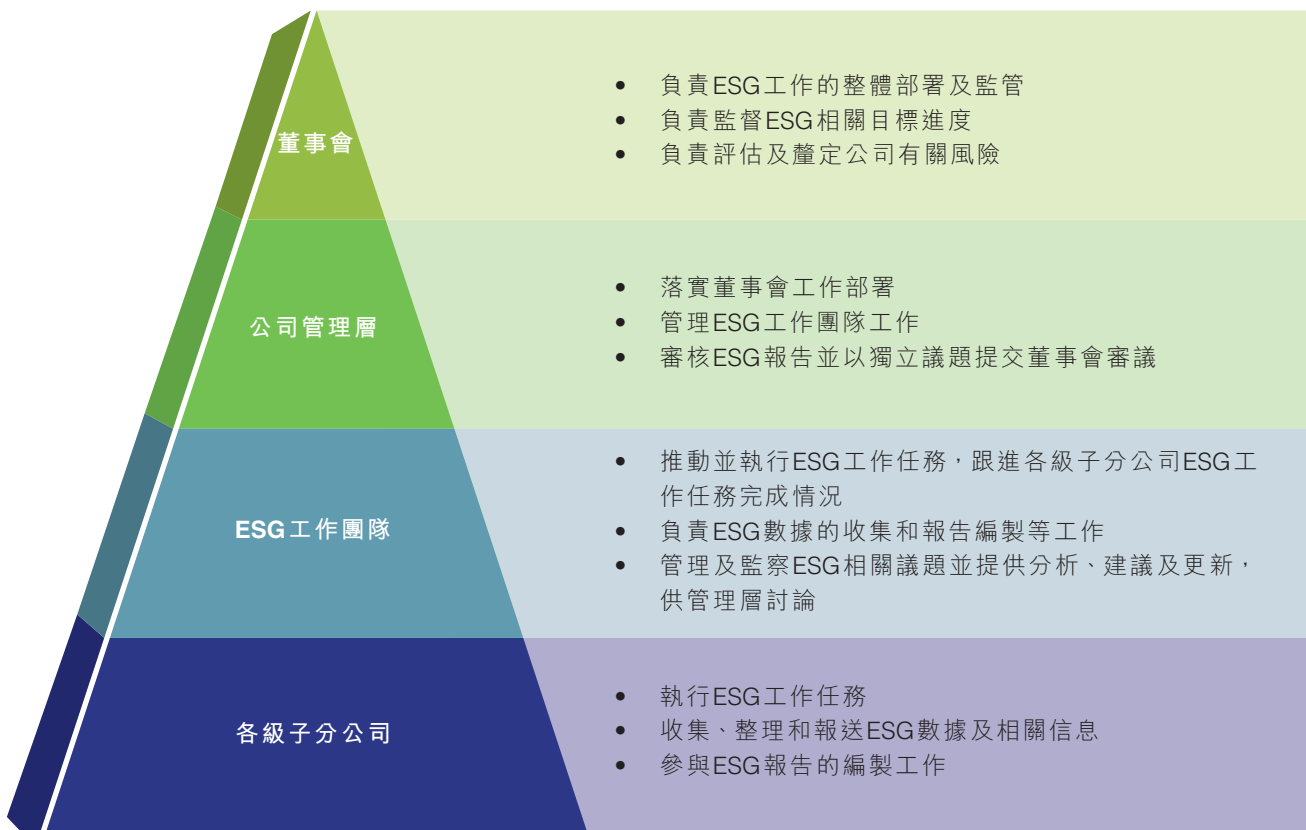 董事會
• 負責ESG工作的整體部署及監管
• 負責監督ESG相關目標進度
• 負責評估及釐定公司有關風險
公司管理層
• 落實董事會工作部署
• 管理ESG工作團隊工作
• 審核ESG報告並以獨立議題提交董事會審議
ESG工作團隊
• 推動並執行ESG工作任務，跟進各級子分公司ESG工
作任務完成情況
• 負責ESG數據的收集和報告編製等工作
• 管理及監察ESG相關議題並提供分析、建議及更新，
供管理層討論
各級子分公司
• 執行ESG工作任務
• 收集、整理和報送ESG數據及相關信息
• 參與ESG報告的編製工作